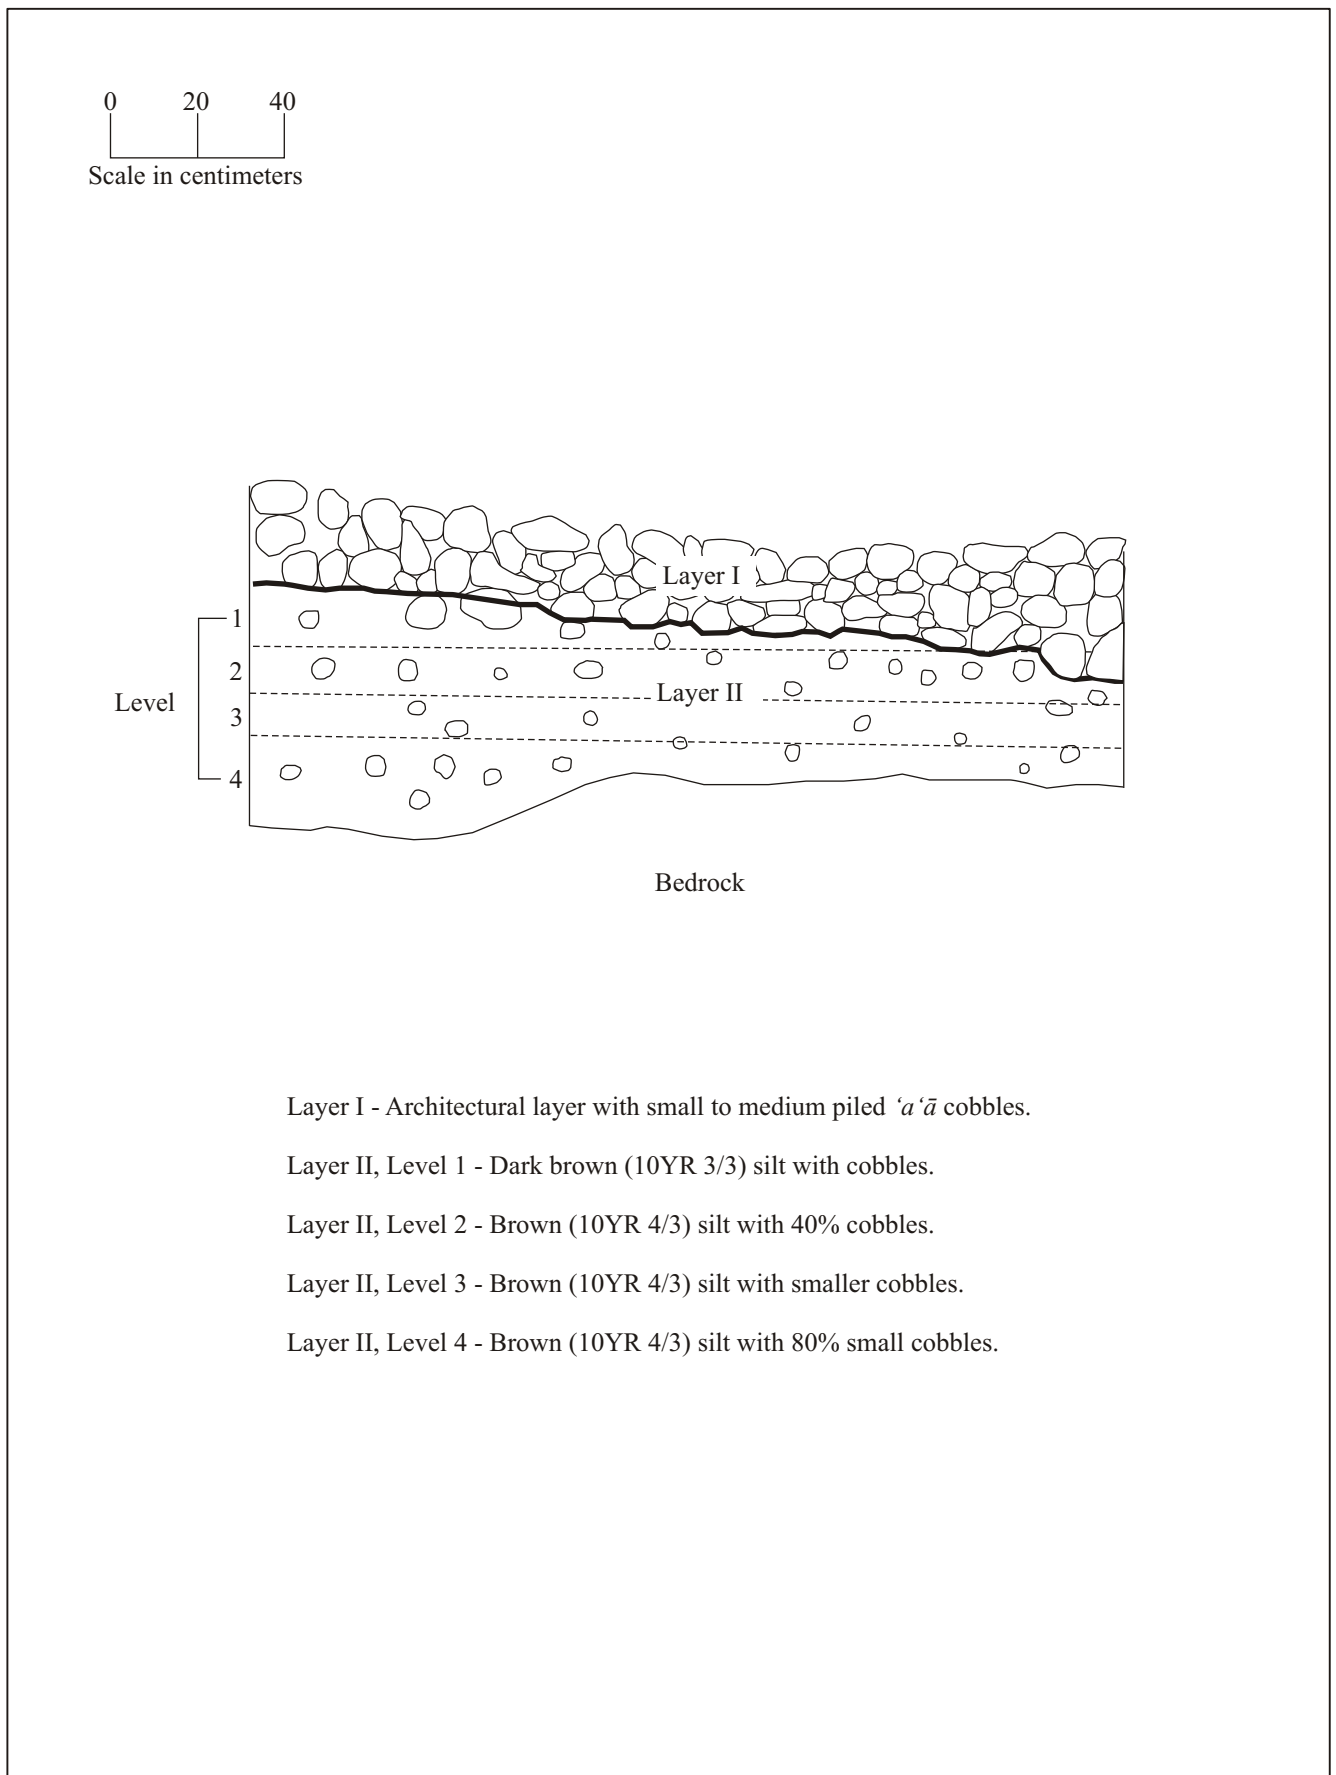 0 20 40
Scale in centimeters
Layer I
1
2
Layer II
Level
3
4
Bedrock
Layer I - Architectural layer with small to medium piled ‘a‘ā cobbles.
Layer II, Level 1 - Dark brown (10YR 3/3) silt with cobbles.
Layer II, Level 2 - Brown (10YR 4/3) silt with 40% cobbles.
Layer II, Level 3 - Brown (10YR 4/3) silt with smaller cobbles.
Layer II, Level 4 - Brown (10YR 4/3) silt with 80% small cobbles.